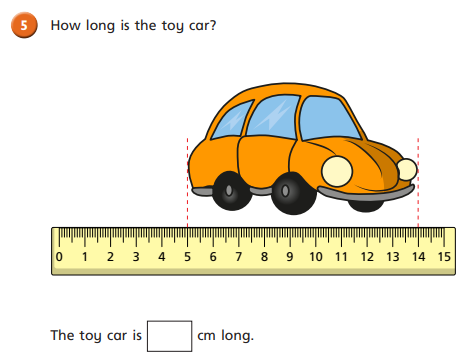 5 How long is the toy car?
0 1 2 3 4 5 6 7 8 9 10 11 12 13 14 15
The toy car is cm long.